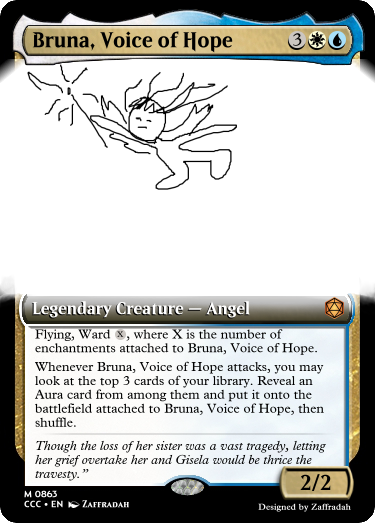 Bruna, Voice of Hope 3
Legendary Creature — Angel
Flying, Ward X, where X is the number of
enchantments attached to Bruna, Voice of Hope.
Whenever Bruna, Voice of Hope attacks, you may
look at the top 3 cards of your library. Reveal an
Aura card from among them and put it onto the
battlefield attached to Bruna, Voice of Hope, then
shuffle.
Though the loss of her sister was a vast tragedy, letting
her grief overtake her and Gisela would be thrice the
travesty.”
2/2
M 0863
CCC • EN Zaffradah
Designed by Zaffradah